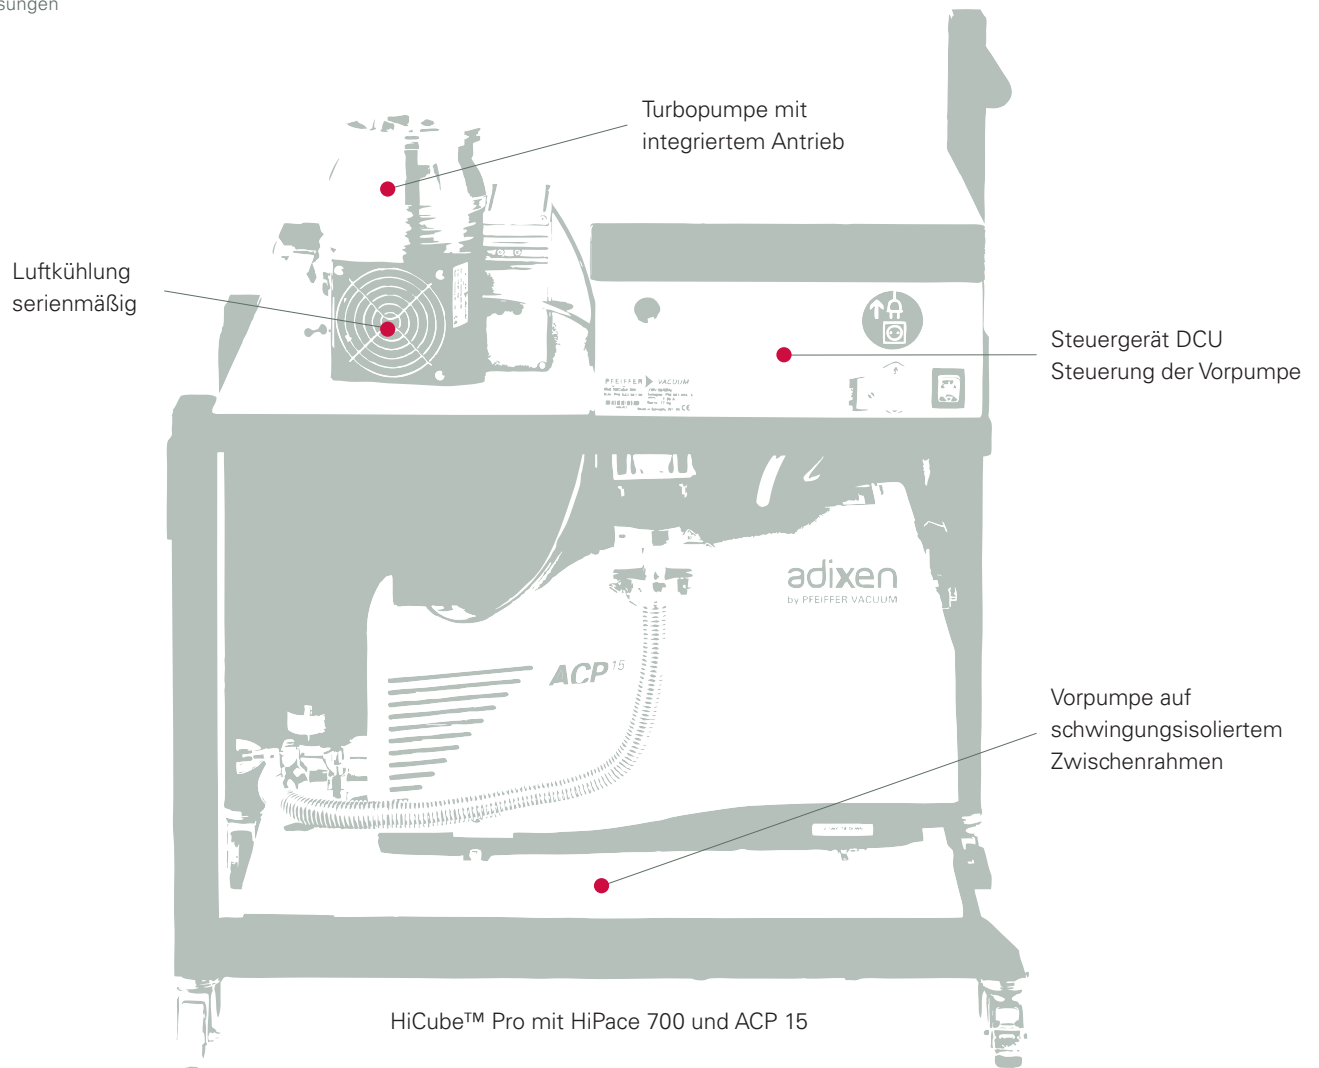 Turbopumpe mit
integriertem Antrieb
Luftkühlung
serienmäßig
Steuergerät DCU
Steuerung der Vorpumpe
PFEIFFER VACUUM
adixen
by PFEIFFER VACUUM
ACP 15
Vorpumpe auf
schwingungsisoliertem
Zwischenrahmen
HiCube™ Pro mit HiPace 700 und ACP 15